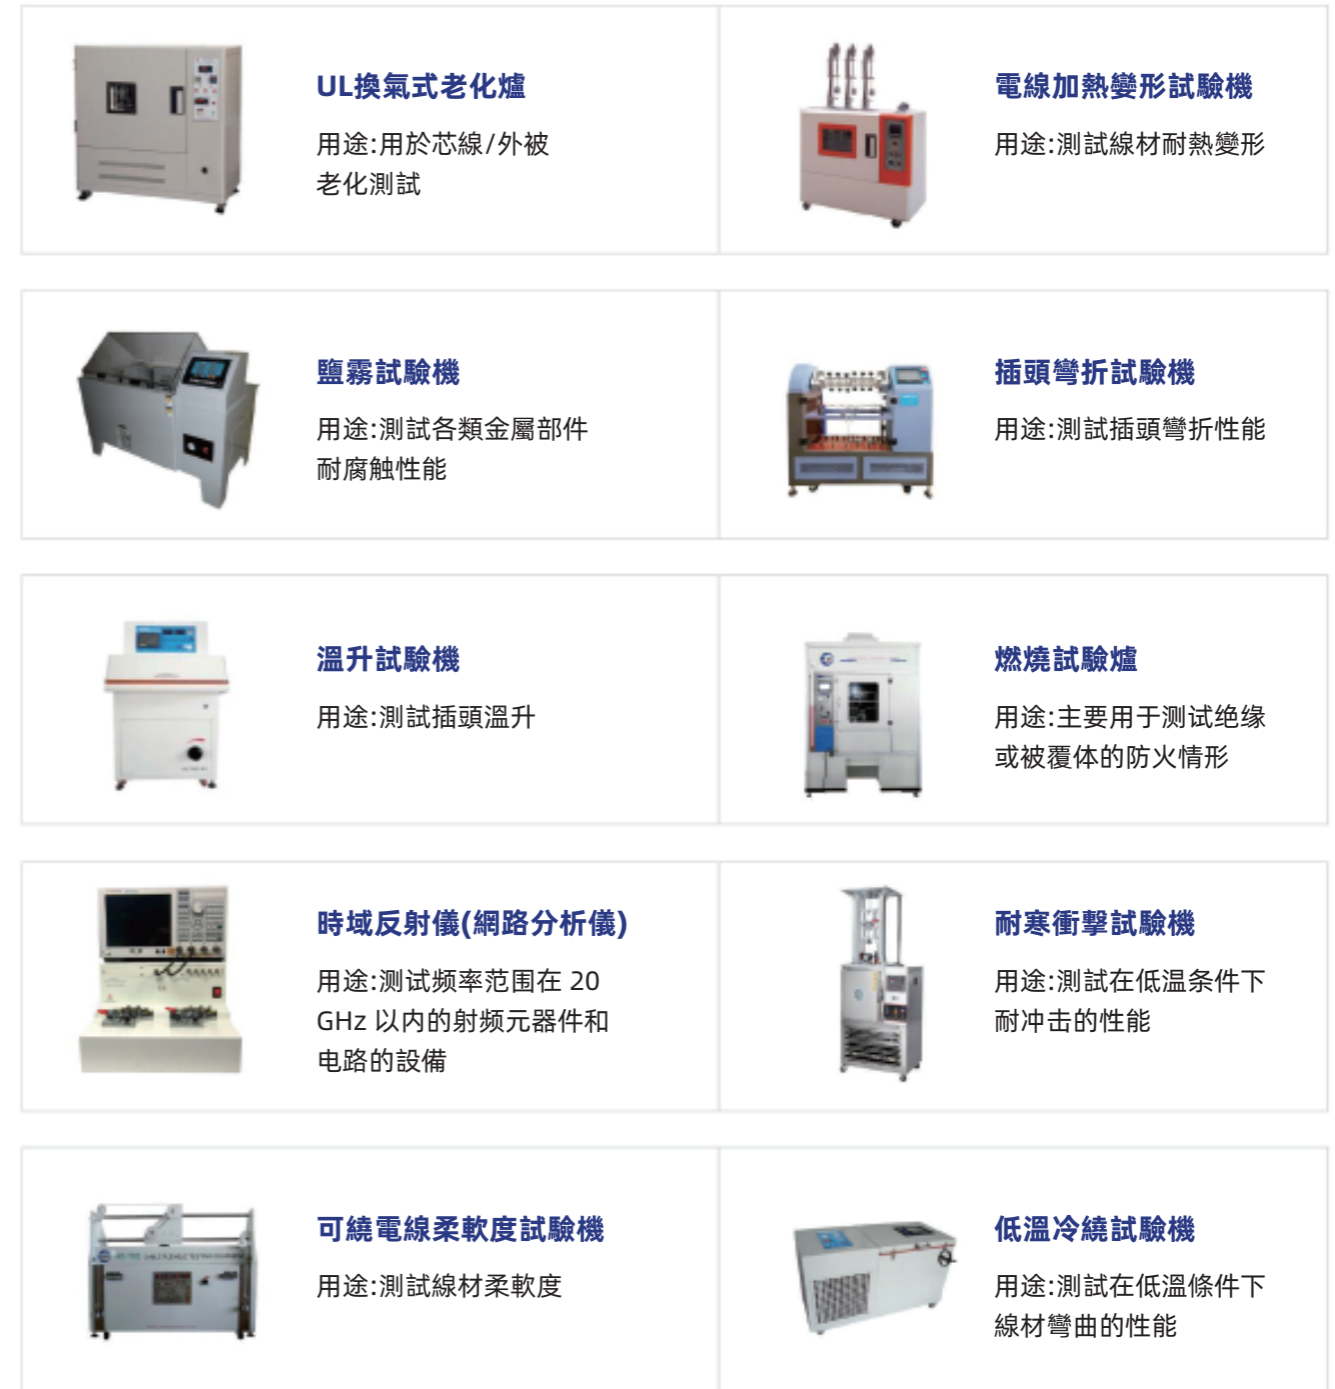 UL換氣式老化爐
用途:用於芯線/外被
老化測試
電線加熱變形試驗機
用途:測試線材耐熱變形
鹽霧試驗機
用途:測試各類金屬部件
耐腐触性能
插頭彎折試驗機
用途:測試插頭彎折性能
溫升試驗機
用途:測試插頭溫升
燃燒試驗爐
用途:主要用于测试绝缘
或被覆体的防火情形
時域反射儀(網路分析儀)
用途:测试频率范围在 20
GHz 以内的射频元器件和
电路的設備
耐寒衝擊試驗機
用途:測試在低溫条件下
耐冲击的性能
可繞電線柔軟度試驗機
用途:測試線材柔軟度
低溫冷繞試驗機
用途:測試在低溫條件下
線材彎曲的性能